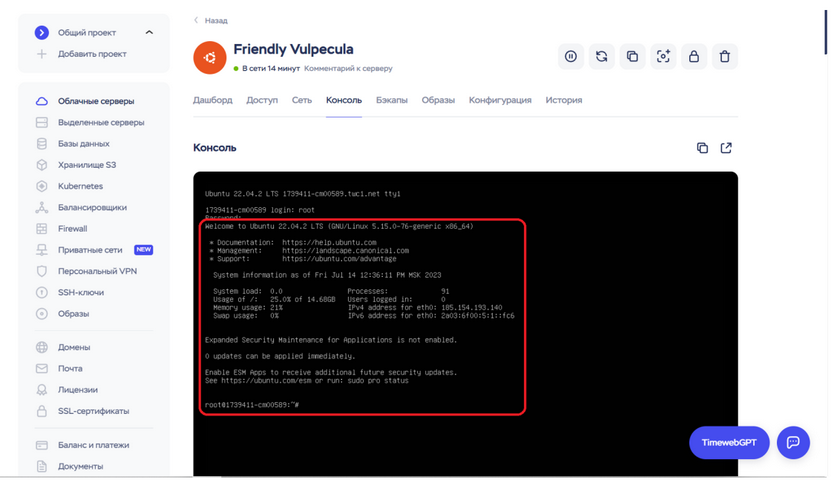 Общий проект
Добавить проект
Облачные серверы
Выделенные серверы
Базы данных
Хранилище S3
Kubernetes
Балансировщики
Firewall
Приватные сети NEW
Персональный VPN
SSH-ключи
Образы
Домены
Почта
Лицензии
SSL-сертификаты
Баланс и платежи
Документы
Назад
Friendly Vulpecula
В сети 14 минут Комментарий к серверу
Дашборд Доступ Сеть Консоль Бэкапы Образы Конфигурация История
Консоль
Ubuntu 22.04.2 LTS 1739411-cm00589.twc1.net tty1
1739411-cm00589 login: root
Password:
Welcome to Ubuntu 22.04.2 LTS (GNU/Linux 5.15.0-76-generic x86_64)
* Documentation: https://help.ubuntu.com
* Management: https://landscape.canonical.com
* Support: https://ubuntu.com/advantage
System information as of Fri Jul 14 12:36:11 PM MSK 2023
System load: 0.0 Processes: 91
Usage of /: 25.0% of 14.68GB Users logged in: 0
Memory usage: 21% IPv4 address for eth0: 185.154.193.140
Swap usage: 0% IPv6 address for eth0: 2a03:6f00:5:1::fc6
Expanded Security Maintenance for Applications is not enabled.
0 updates can be applied immediately.
Enable ESM Apps to receive additional future security updates.
See https://ubuntu.com/esm or run: sudo pro status
root@1739411-cm00589:~#
TimewebGPT